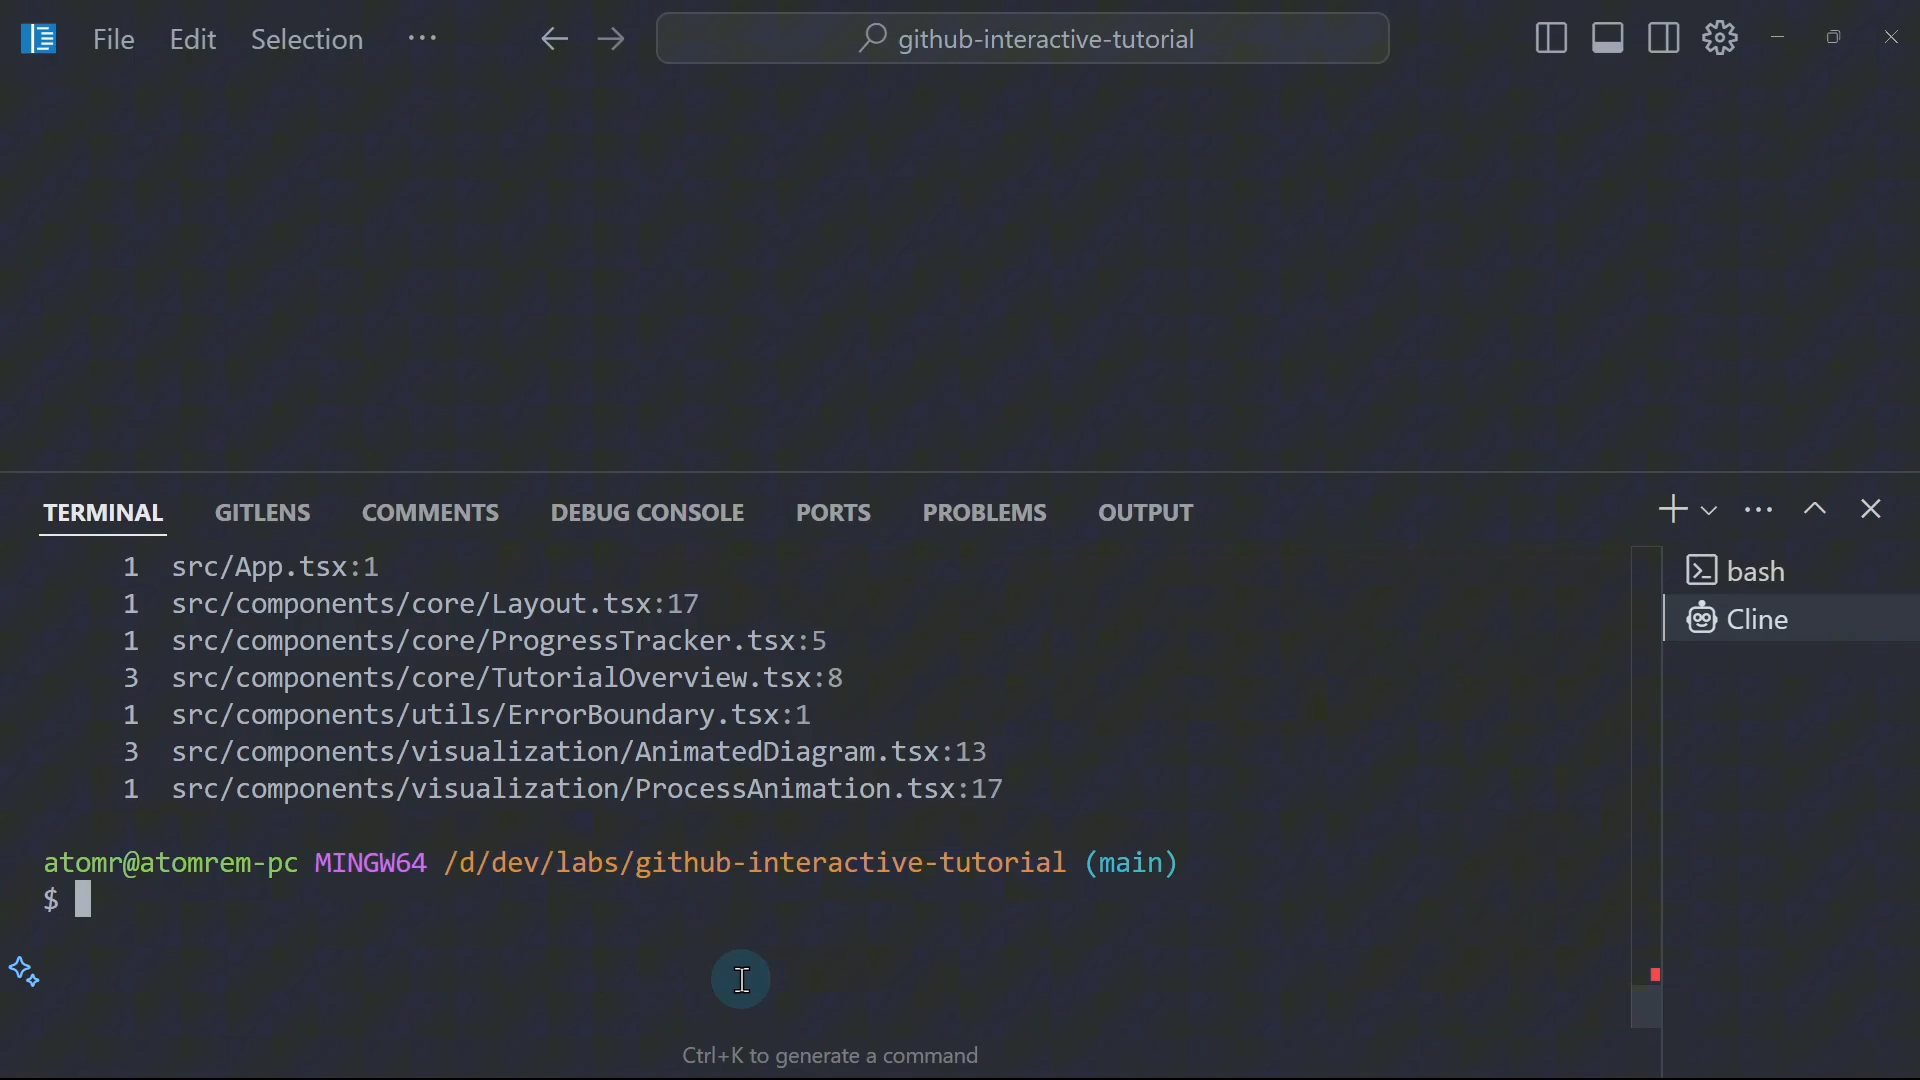 File Edit Selection ···
github-interactive-tutorial
TERMINAL GITLENS COMMENTS DEBUG CONSOLE PORTS PROBLEMS OUTPUT
1 src/App.tsx:1
1 src/components/core/Layout.tsx:17
1 src/components/core/ProgressTracker.tsx:5
3 src/components/core/TutorialOverview.tsx:8
1 src/components/utils/ErrorBoundary.tsx:1
3 src/components/visualization/AnimatedDiagram.tsx:13
1 src/components/visualization/ProcessAnimation.tsx:17
atomr@atomrem-pc MINGW64 /d/dev/labs/github-interactive-tutorial (main)
$
Ctrl+K to generate a command
bash
Cline